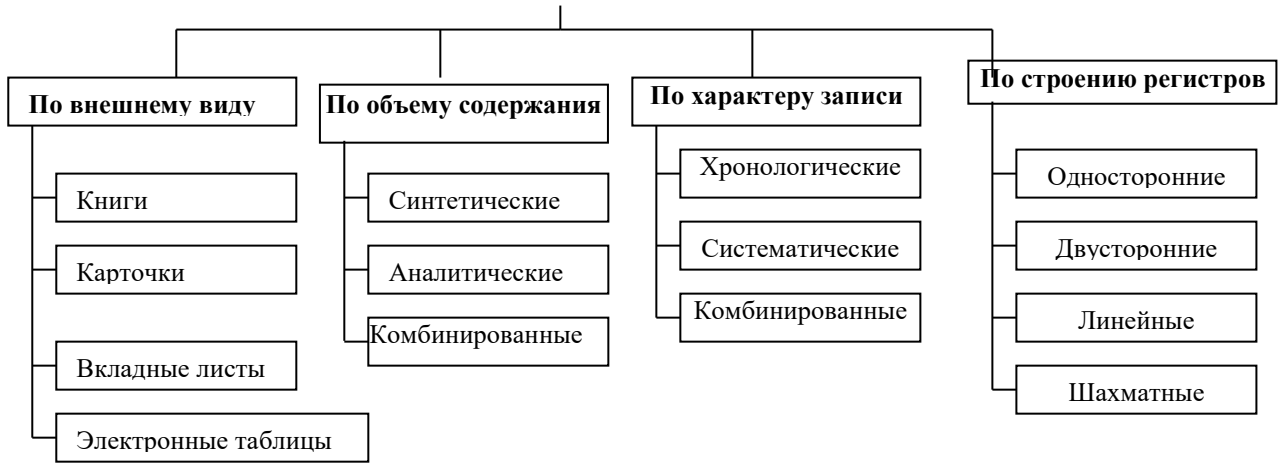 По внешнему виду
Книги
Карточки
Вкладные листы
Электронные таблицы
По объему содержания
Синтетические
Аналитические
Комбинированные
По характеру записи
Хронологические
Систематические
Комбинированные
По строению регистров
Односторонние
Двусторонние
Линейные
Шахматные